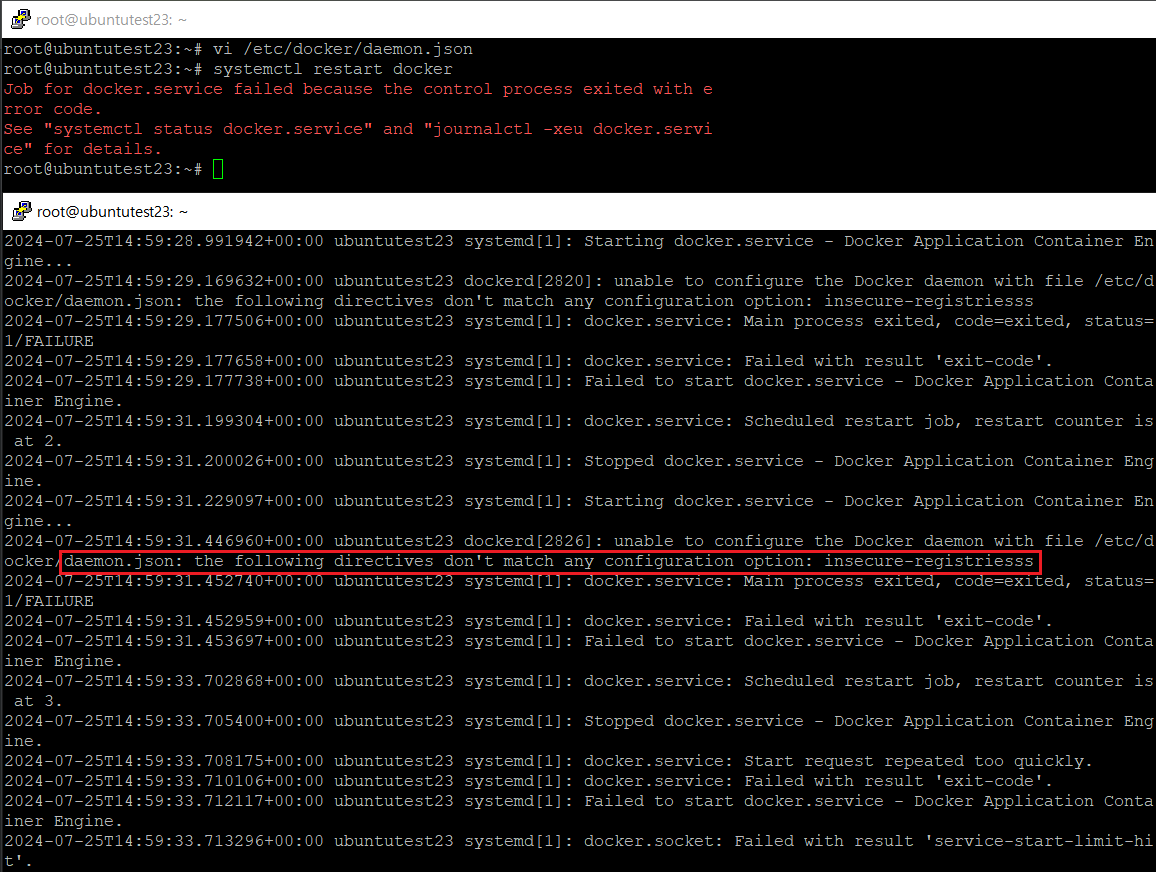 root@ubuntutest23: ~
root@ubuntutest23:~# vi /etc/docker/daemon.json
root@ubuntutest23:~# systemctl restart docker
Job for docker.service failed because the control process exited with e
rror code.
See "systemctl status docker.service" and "journalctl -xeu docker.servi
ce" for details.
root@ubuntutest23:~#
root@ubuntutest23: ~
2024-07-25T14:59:28.991942+00:00 ubuntutest23 systemd[1]: Starting docker.service - Docker Application Container En
gine...
2024-07-25T14:59:29.169632+00:00 ubuntutest23 dockerd[2820]: unable to configure the Docker daemon with file /etc/d
ocker/daemon.json: the following directives don't match any configuration option: insecure-registriesss
2024-07-25T14:59:29.177506+00:00 ubuntutest23 systemd[1]: docker.service: Main process exited, code=exited, status=
1/FAILURE
2024-07-25T14:59:29.177658+00:00 ubuntutest23 systemd[1]: docker.service: Failed with result 'exit-code'.
2024-07-25T14:59:29.177738+00:00 ubuntutest23 systemd[1]: Failed to start docker.service - Docker Application Conta
iner Engine.
2024-07-25T14:59:31.199304+00:00 ubuntutest23 systemd[1]: docker.service: Scheduled restart job, restart counter is
 at 2.
2024-07-25T14:59:31.200026+00:00 ubuntutest23 systemd[1]: Stopped docker.service - Docker Application Container Eng
ine.
2024-07-25T14:59:31.229097+00:00 ubuntutest23 systemd[1]: Starting docker.service - Docker Application Container En
gine...
2024-07-25T14:59:31.446960+00:00 ubuntutest23 dockerd[2826]: unable to configure the Docker daemon with file /etc/d
ocker/daemon.json: the following directives don't match any configuration option: insecure-registriesss
2024-07-25T14:59:31.452740+00:00 ubuntutest23 systemd[1]: docker.service: Main process exited, code=exited, status=
1/FAILURE
2024-07-25T14:59:31.452959+00:00 ubuntutest23 systemd[1]: docker.service: Failed with result 'exit-code'.
2024-07-25T14:59:31.453697+00:00 ubuntutest23 systemd[1]: Failed to start docker.service - Docker Application Conta
iner Engine.
2024-07-25T14:59:33.702868+00:00 ubuntutest23 systemd[1]: docker.service: Scheduled restart job, restart counter is
 at 3.
2024-07-25T14:59:33.705400+00:00 ubuntutest23 systemd[1]: Stopped docker.service - Docker Application Container Eng
ine.
2024-07-25T14:59:33.708175+00:00 ubuntutest23 systemd[1]: docker.service: Start request repeated too quickly.
2024-07-25T14:59:33.710106+00:00 ubuntutest23 systemd[1]: docker.service: Failed with result 'exit-code'.
2024-07-25T14:59:33.712117+00:00 ubuntutest23 systemd[1]: Failed to start docker.service - Docker Application Conta
iner Engine.
2024-07-25T14:59:33.713296+00:00 ubuntutest23 systemd[1]: docker.socket: Failed with result 'service-start-limit-hi
t'.